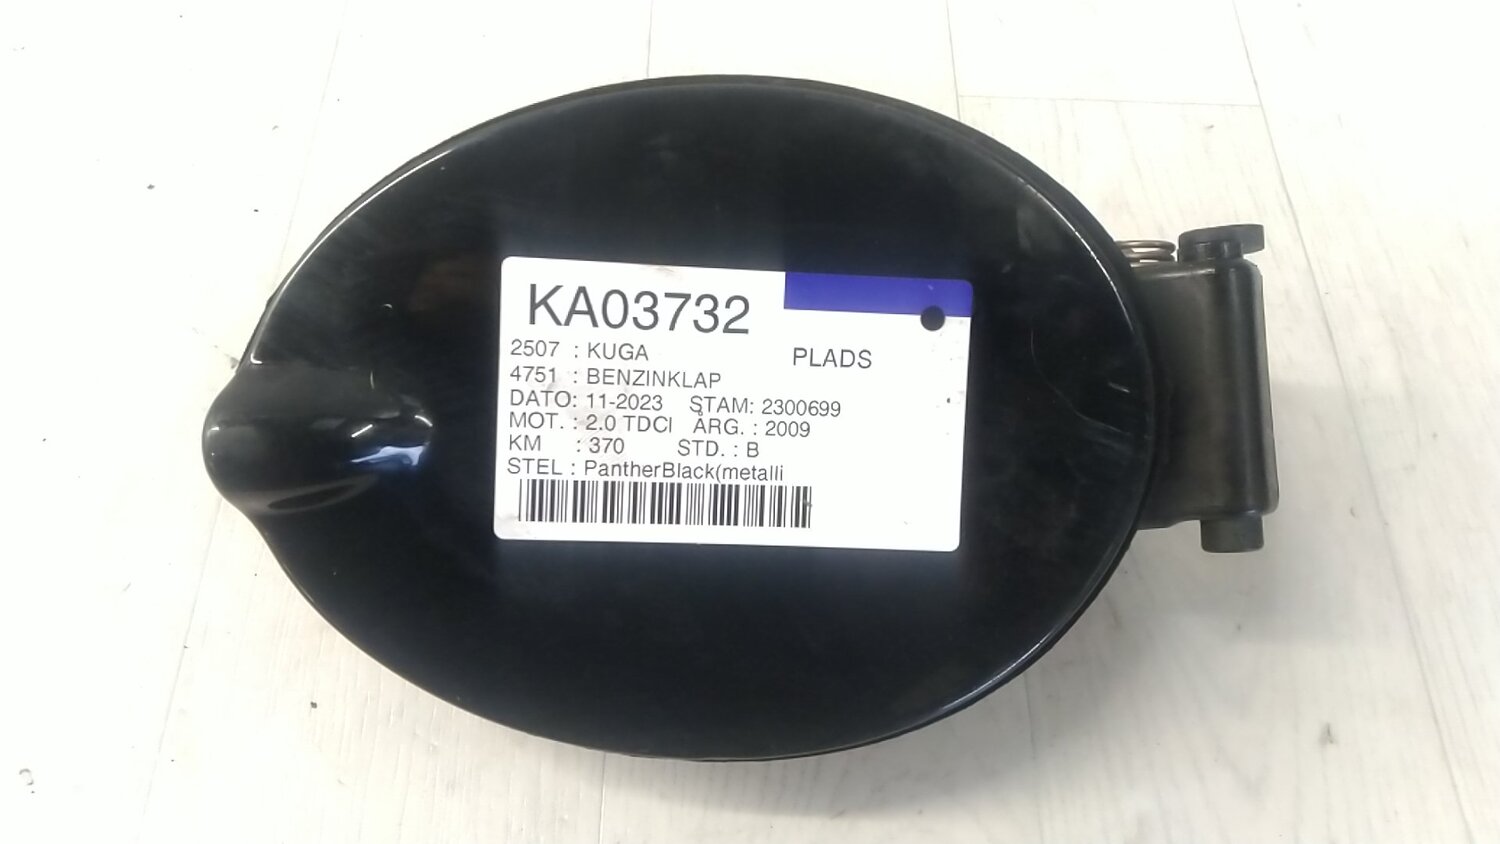 KA03732
2507 : KUGA PLADS
4751 : BENZINKLAP
DATO: 11-2023 STAM: 2300699
MOT. : 2.0 TDCI ÅRG. : 2009
KM : 370 STD. : B
STEL : PantherBlack(metalli